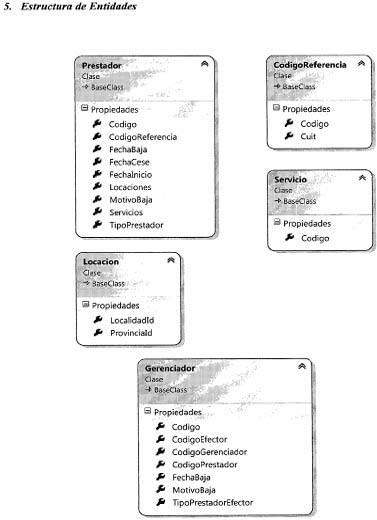 5. Estructura de Entidades
Prestador
Clase
BaseClass
Propiedades
Codigo
CodigoReferencia
FechaBaja
FechaCese
FechaInicio
Locaciones
MotivoBaja
Servicios
TipoPrestador
CodigoReferencia
Clase
BaseClass
Propiedades
Codigo
Cuit
Servicio
Clase
BaseClass
Propiedades
Codigo
Locacion
Clase
BaseClass
Propiedades
LocalidadId
ProvinciaId
Gerenciador
Clase
BaseClass
Propiedades
Codigo
CodigoEfector
CodigoGerenciador
CodigoPrestador
FechaBaja
MotivoBaja
TipoPrestadorEfector